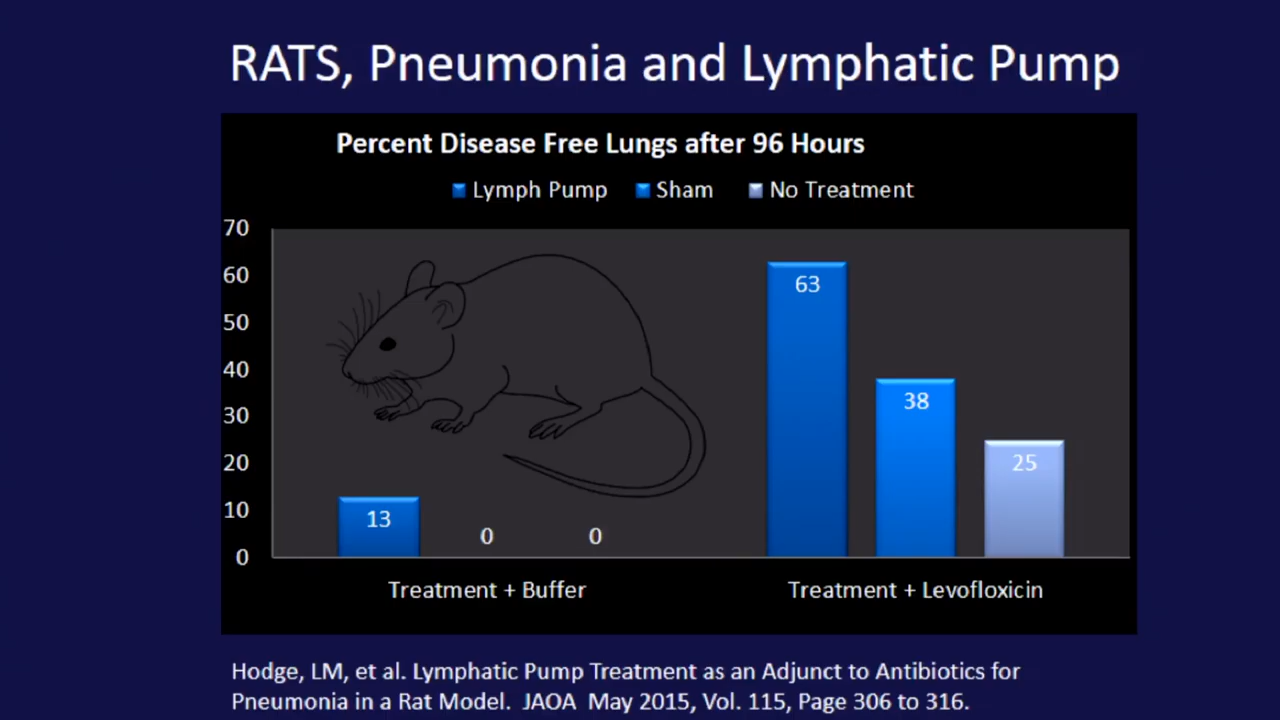 RATS, Pneumonia and Lymphatic Pump
Percent Disease Free Lungs after 96 Hours
Lymph Pump Sham No Treatment
70
60
50
40
30
20
10
0
63
38
25
13
0 0
Treatment + Buffer Treatment + Levofloxicin
Hodge, LM, et al. Lymphatic Pump Treatment as an Adjunct to Antibiotics for
Pneumonia in a Rat Model. JAOA May 2015, Vol. 115, Page 306 to 316.